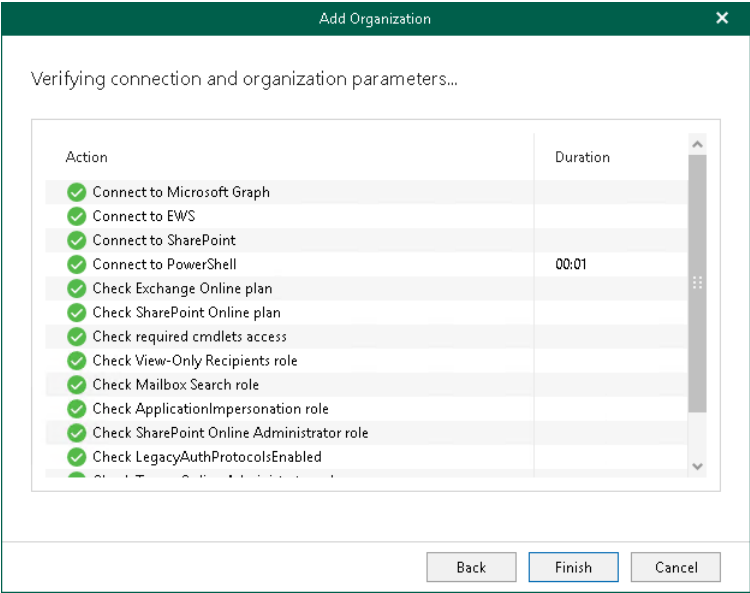 Add Organization
Verifying connection and organization parameters...
Action Duration
Connect to Microsoft Graph
Connect to EWS
Connect to SharePoint
Connect to PowerShell 00:01
Check Exchange Online plan
Check SharePoint Online plan
Check required cmdlets access
Check View-Only Recipients role
Check Mailbox Search role
Check ApplicationImpersonation role
Check SharePoint Online Administrator role
Check LegacyAuthProtocolsEnabled
Back Finish Cancel